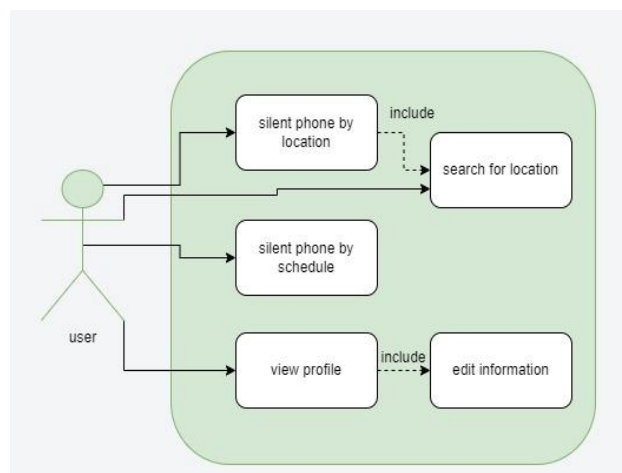 silent phone by
location
include
search for location
silent phone by
schedule
user
view profile
include
edit information